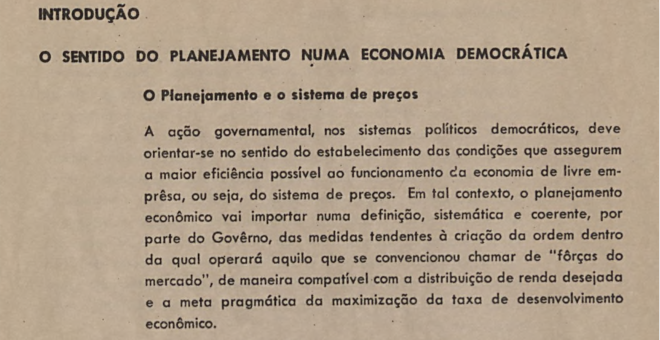 INTRODUÇÃO
O SENTIDO DO PLANEJAMENTO NUMA ECONOMIA DEMOCRÁTICA
O Planejamento e o sistema de preços
A ação governamental, nos sistemas políticos democráticos, deve
orientar-se no sentido do estabelecimento das condições que assegurem
a maior eficiência possível ao funcionamento da economia de livre em-
prêsa, ou seja, do sistema de preços. Em tal contexto, o planejamento
econômico vai importar numa definição, sistemática e coerente, por
parte do Govêrno, das medidas tendentes à criação da ordem dentro
da qual operará aquilo que se convencionou chamar de "fôrças do
mercado", de maneira compatível com a distribuição de renda desejada
e a meta pragmática da maximização da taxa de desenvolvimento
econômico.